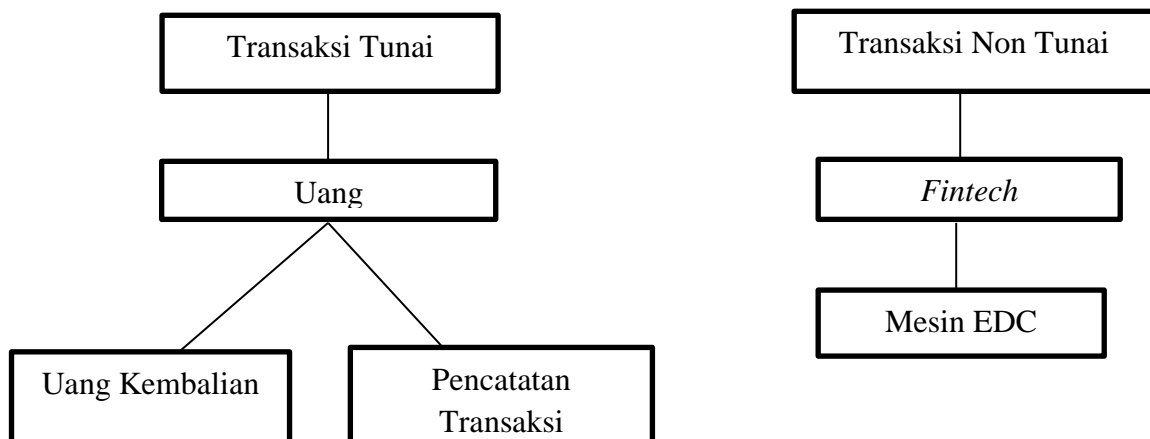 Transaksi Tunai
Transaksi Non Tunai
Uang
Fintech
Mesin EDC
Uang Kembalian
Pencatatan
Transaksi